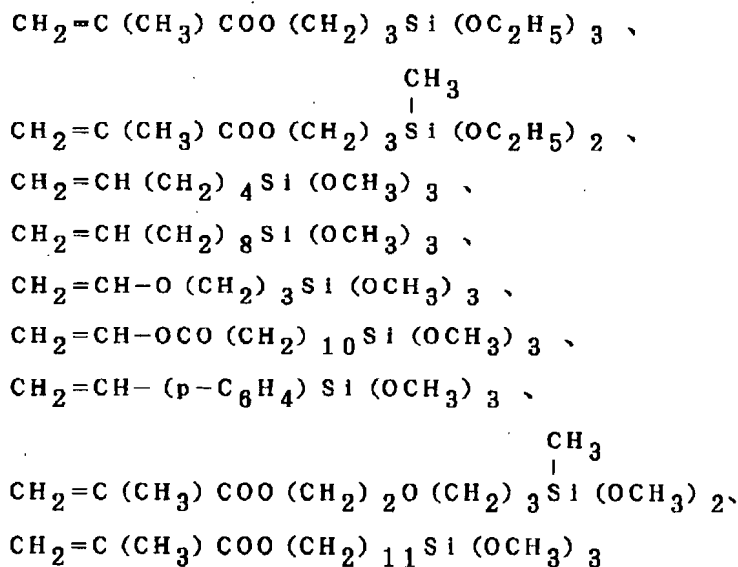 CH₂=C(CH₃)COO(CH₂)₃Si(OC₂H₅)₃、
CH₃
CH₂=C(CH₃)COO(CH₂)₃Si(OC₂H₅)₂、
CH₂=CH(CH₂)₄Si(OCH₃)₃、
CH₂=CH(CH₂)₈Si(OCH₃)₃、
CH₂=CH-O(CH₂)₃Si(OCH₃)₃、
CH₂=CH-OCO(CH₂)₁₀Si(OCH₃)₃、
CH₂=CH-(p-C₆H₄)Si(OCH₃)₃、
CH₃
CH₂=C(CH₃)COO(CH₂)₂O(CH₂)₃Si(OCH₃)₂、
CH₂=C(CH₃)COO(CH₂)₁₁Si(OCH₃)₃